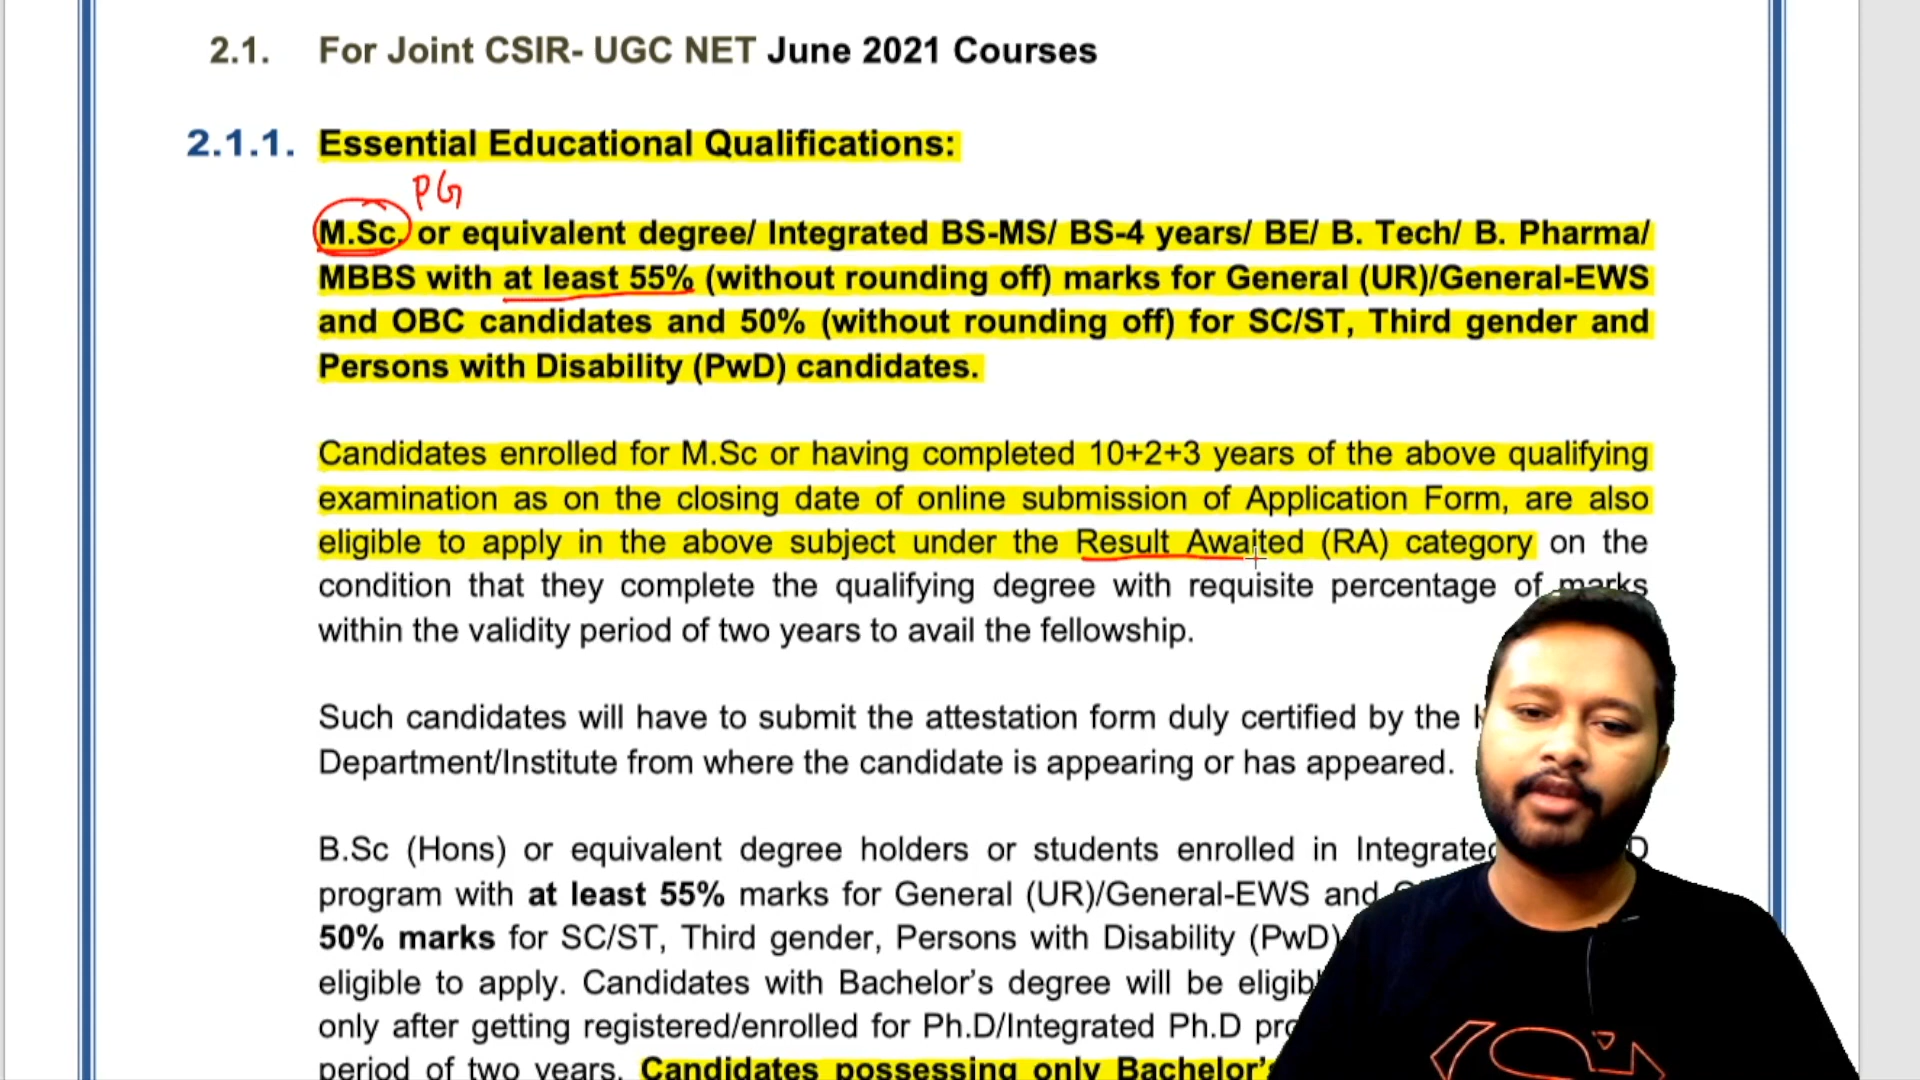 2.1. For Joint CSIR- UGC NET June 2021 Courses
2.1.1. Essential Educational Qualifications:
PG
M.Sc. or equivalent degree/ Integrated BS-MS/ BS-4 years/ BE/ B. Tech/ B. Pharma/
MBBS with at least 55% (without rounding off) marks for General (UR)/General-EWS
and OBC candidates and 50% (without rounding off) for SC/ST, Third gender and
Persons with Disability (PwD) candidates.
Candidates enrolled for M.Sc or having completed 10+2+3 years of the above qualifying
examination as on the closing date of online submission of Application Form, are also
eligible to apply in the above subject under the Result Awaited (RA) category on the
condition that they complete the qualifying degree with requisite percentage of marks
within the validity period of two years to avail the fellowship.
Such candidates will have to submit the attestation form duly certified by the
Department/Institute from where the candidate is appearing or has appeared.
B.Sc (Hons) or equivalent degree holders or students enrolled in
program with at least 55% marks for General (UR)/General-EWS and
50% marks for SC/ST, Third gender, Persons with Disability (PwD)
eligible to apply. Candidates with Bachelor's degree will be
only after getting registered/enrolled for Ph.D/Integrated Ph.D
period of two years. Candidates possessing only Bachelor's